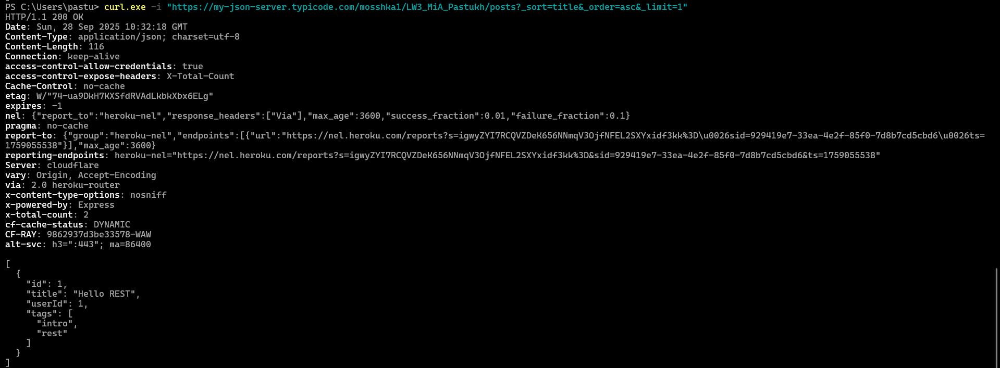 PS C:\Users\pastu> curl.exe -i "https://my-json-server.typicode.com/mosshka1/LW3_MiA_Pastukh/posts?_sort=title&_order=asc&_limit=1"
HTTP/1.1 200 OK
Date: Sun, 28 Sep 2025 10:32:18 GMT
Content-Type: application/json; charset=utf-8
Content-Length: 116
Connection: keep-alive
access-control-allow-credentials: true
access-control-expose-headers: X-Total-Count
Cache-Control: no-cache
etag: W/"74-ua9DkH7KXSfdRVAdLkbkXbx6ELg"
expires: -1
nel: {"report_to":"heroku-nel","response_headers":["Via"],"max_age":3600,"success_fraction":0.01,"failure_fraction":0.1}
pragma: no-cache
report-to: {"group":"heroku-nel","endpoints":[{"url":"https://nel.heroku.com/reports?s=igwyZYI7RCQVZDeK656NNmqV3OjfNFEL2SXYxidf3kk%3D\u0026sid=929419e7-33ea-4e2f-85f0-7d8b7cd5cbd6\u0026ts=
1759055538"}],"max_age":3600}
reporting-endpoints: heroku-nel="https://nel.heroku.com/reports?s=igwyZYI7RCQVZDeK656NNmqV3OjfNFEL2SXYxidf3kk%3D&sid=929419e7-33ea-4e2f-85f0-7d8b7cd5cbd6&ts=1759055538"
Server: cloudflare
vary: Origin, Accept-Encoding
via: 2.0 heroku-router
x-content-type-options: nosniff
x-powered-by: Express
x-total-count: 2
cf-cache-status: DYNAMIC
CF-RAY: 9862937d3be33578-WAW
alt-svc: h3=":443"; ma=86400

[
  {
    "id": 1,
    "title": "Hello REST",
    "userId": 1,
    "tags": [
      "intro",
      "rest"
    ]
  }
]